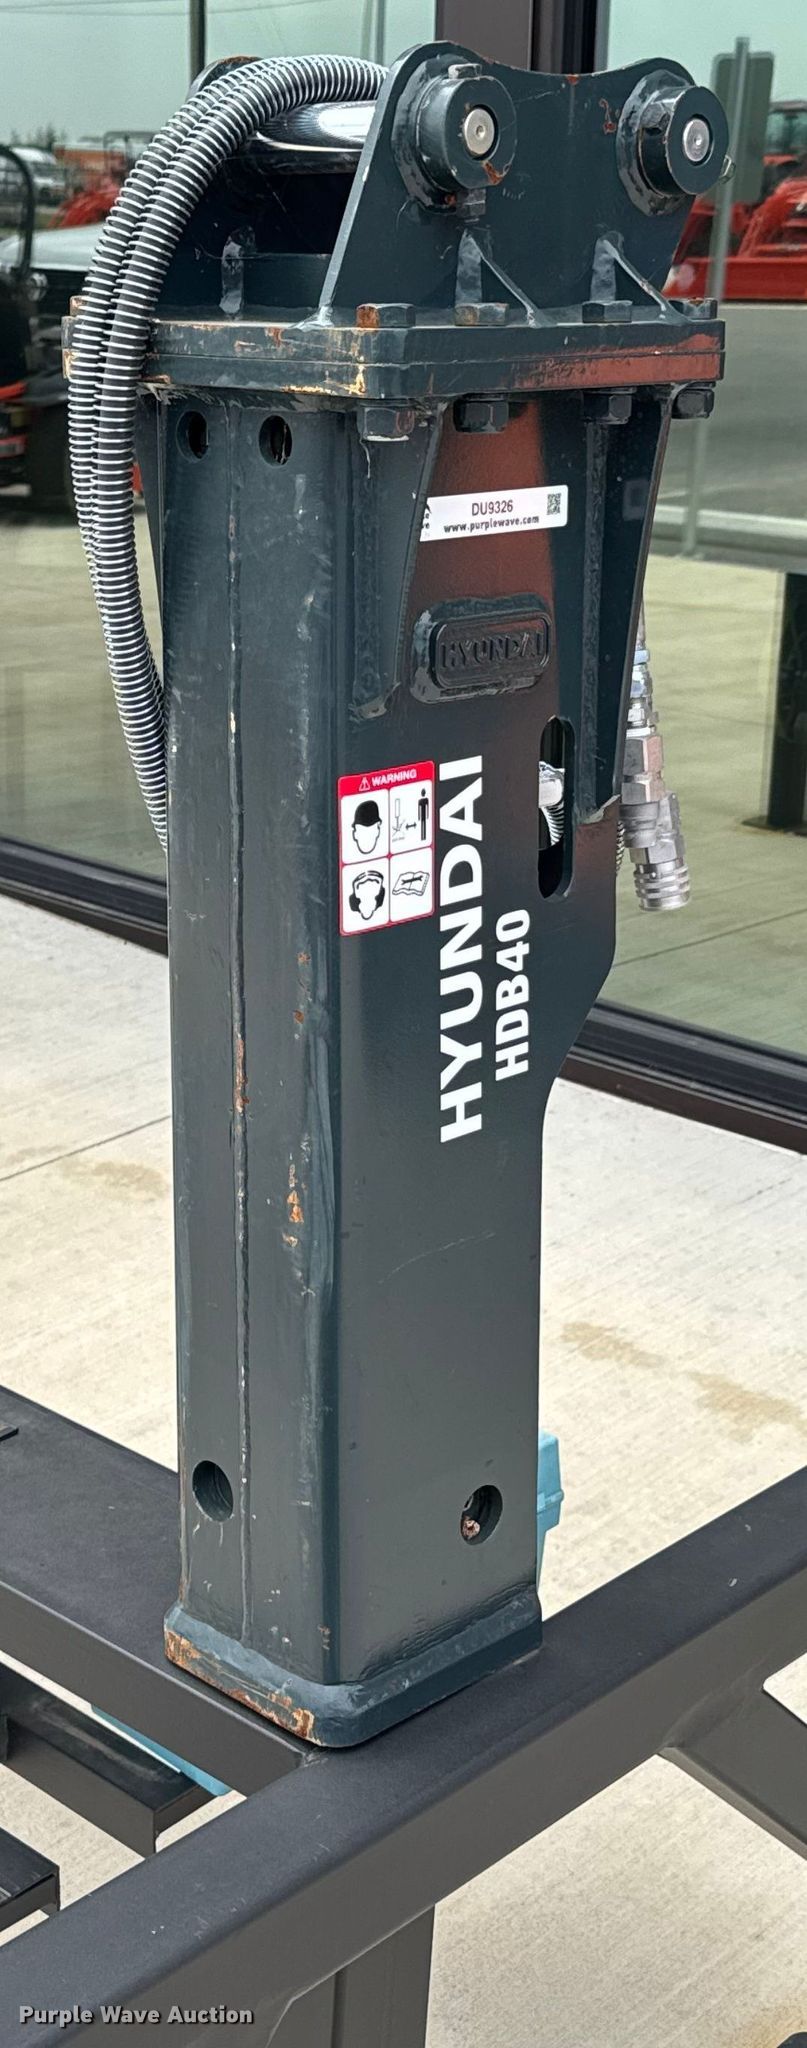 DU9326
www.purplewave.com
HYUNDAI
WARNING
HYUNDAI
HDB40
Purple Wave Auction